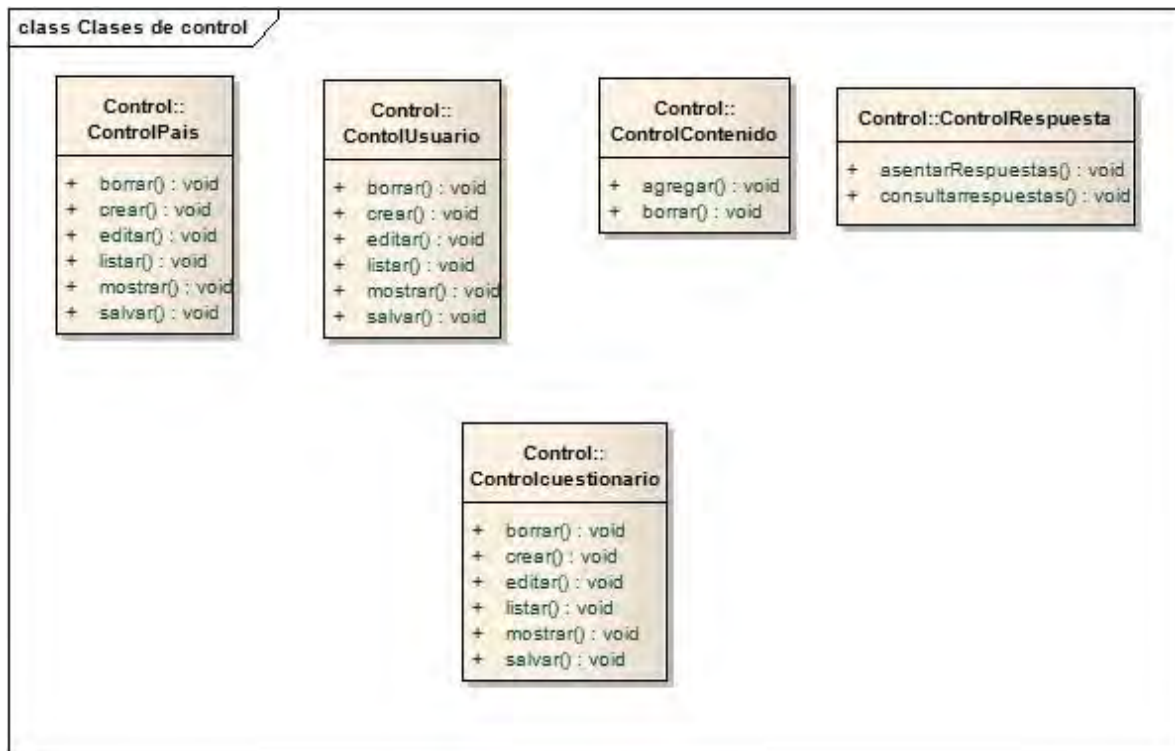 class Clases de control
Control::
ControlPais
+ borrar() : void
+ crear() : void
+ editar() : void
+ listar() : void
+ mostrar() : void
+ salvar() : void
Control::
ContolUsuario
+ borrar() : void
+ crear() : void
+ editar() : void
+ listar() : void
+ mostrar() : void
+ salvar() : void
Control::
ControlContenido
+ agregar() : void
+ borrar() : void
Control::ControlRespuesta
+ asentarRespuestas() : void
+ consultarrespuestas() : void
Control::
Controlcuestionario
+ borrar() : void
+ crear() : void
+ editar() : void
+ listar() : void
+ mostrar() : void
+ salvar() : void